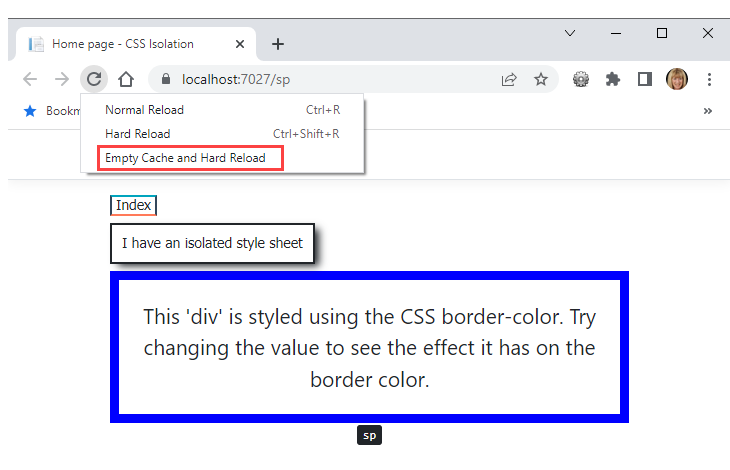 Home page - CSS Isolation
localhost:7027/sp
Bookm
Normal Reload Ctrl+R
Hard Reload Ctrl+Shift+R
Empty Cache and Hard Reload
Index
I have an isolated style sheet
This 'div' is styled using the CSS border-color. Try
changing the value to see the effect it has on the
border color.
sp